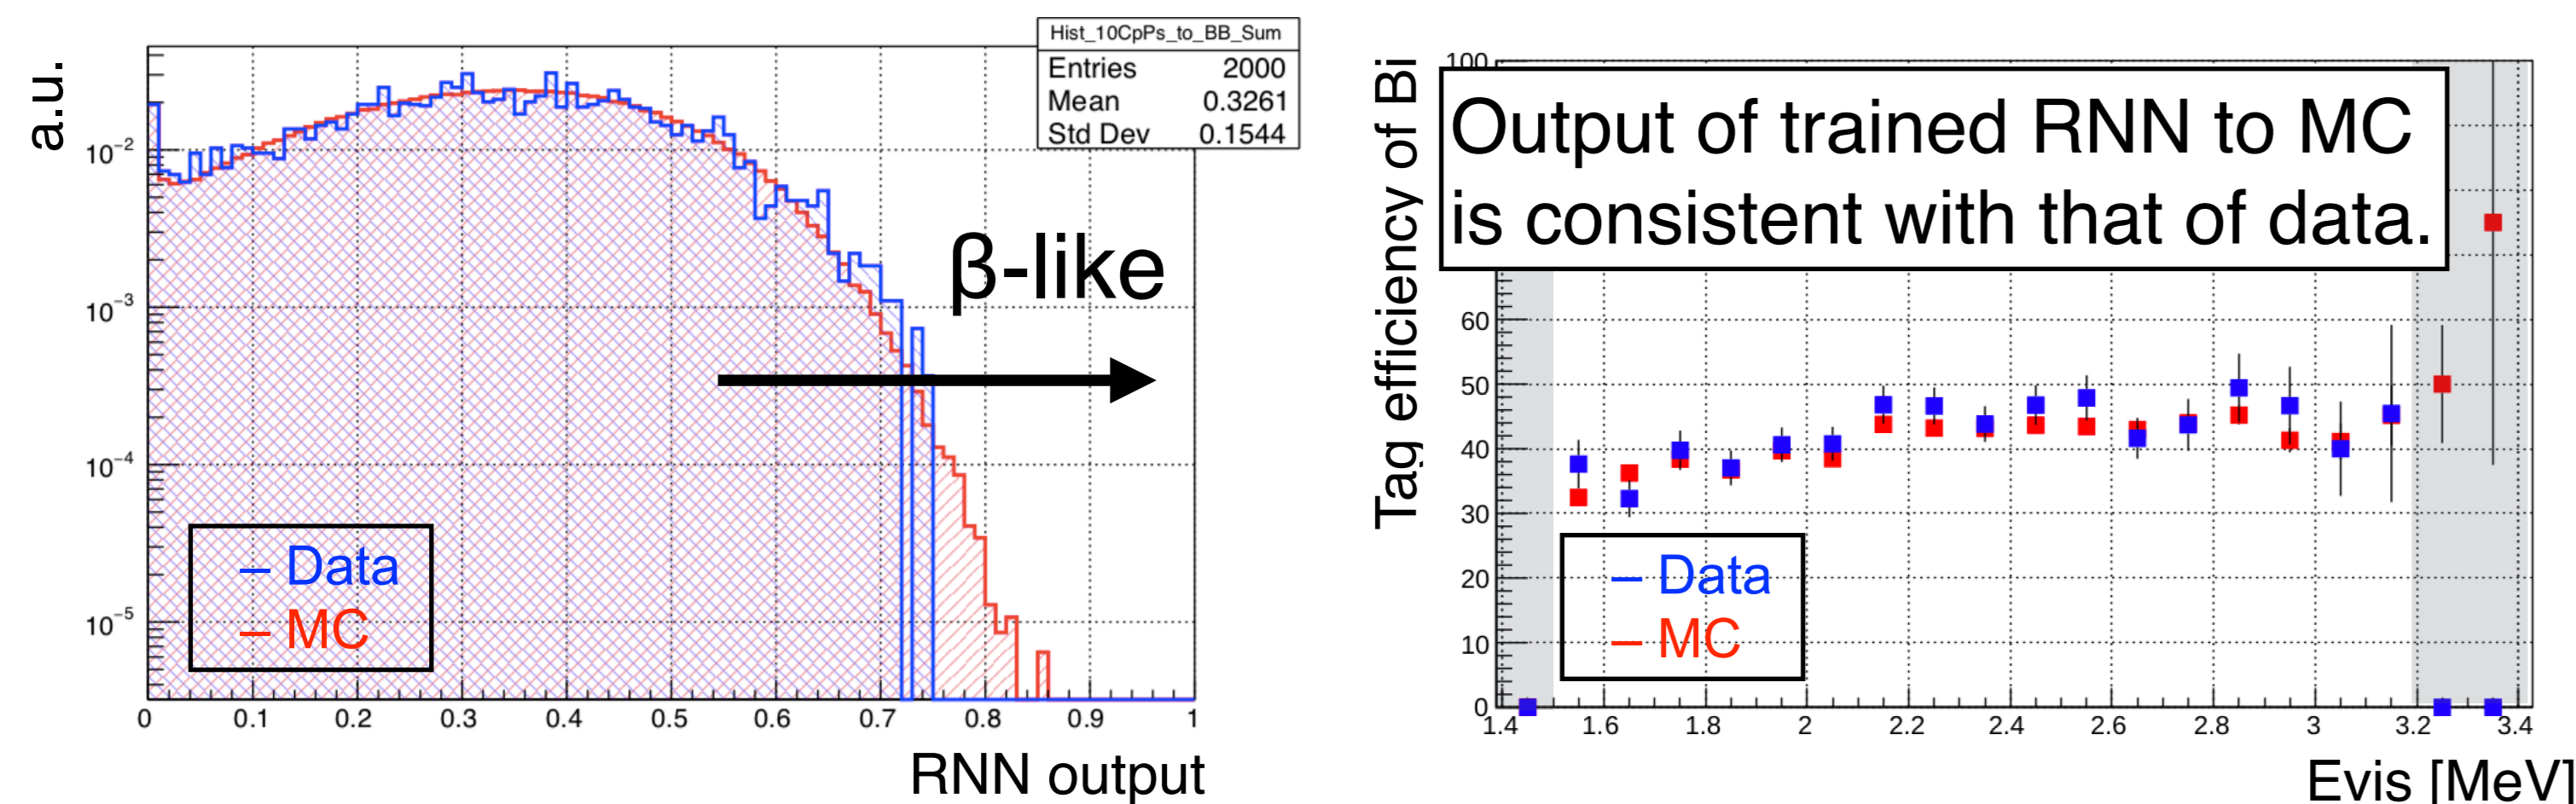 Hist_10CpPs_to_BB_Sum
Entries 2000
Mean 0.3261
Std Dev 0.1544
a.u.
10⁻²
10⁻³
10⁻⁴
10⁻⁵
β-like
– Data
– MC
0 0.1 0.2 0.3 0.4 0.5 0.6 0.7 0.8 0.9 1
RNN output
Tag efficiency of Bi
100
Output of trained RNN to MC
is consistent with that of data.
60
50
40
30
20
10
0
– Data
– MC
1.4 1.6 1.8 2 2.2 2.4 2.6 2.8 3 3.2 3.4
Evis [MeV]